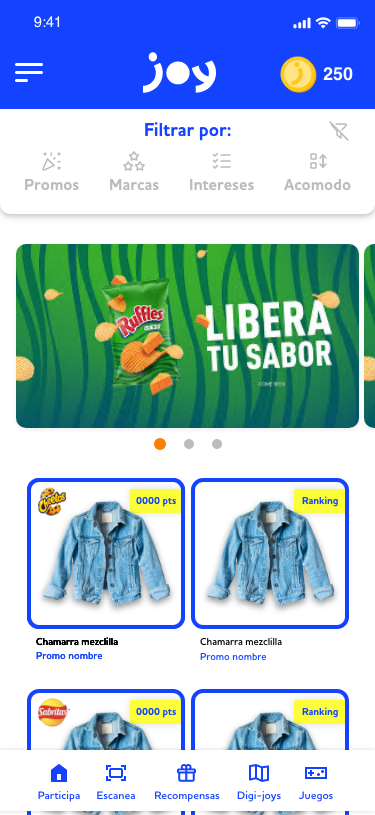 9:41
joy
250
Filtrar por:
Promos Marcas Intereses Acomodo
Ruffles
QUESO
LIBERA
TU SABOR
COME BIEN
Cheetos 0000 pts
Ranking
Chamarra mezclilla
Promo nombre
Chamarra mezclilla
Promo nombre
Sabritas 0000 pts
Ranking
Participa Escanea Recompensas Digi-joys Juegos